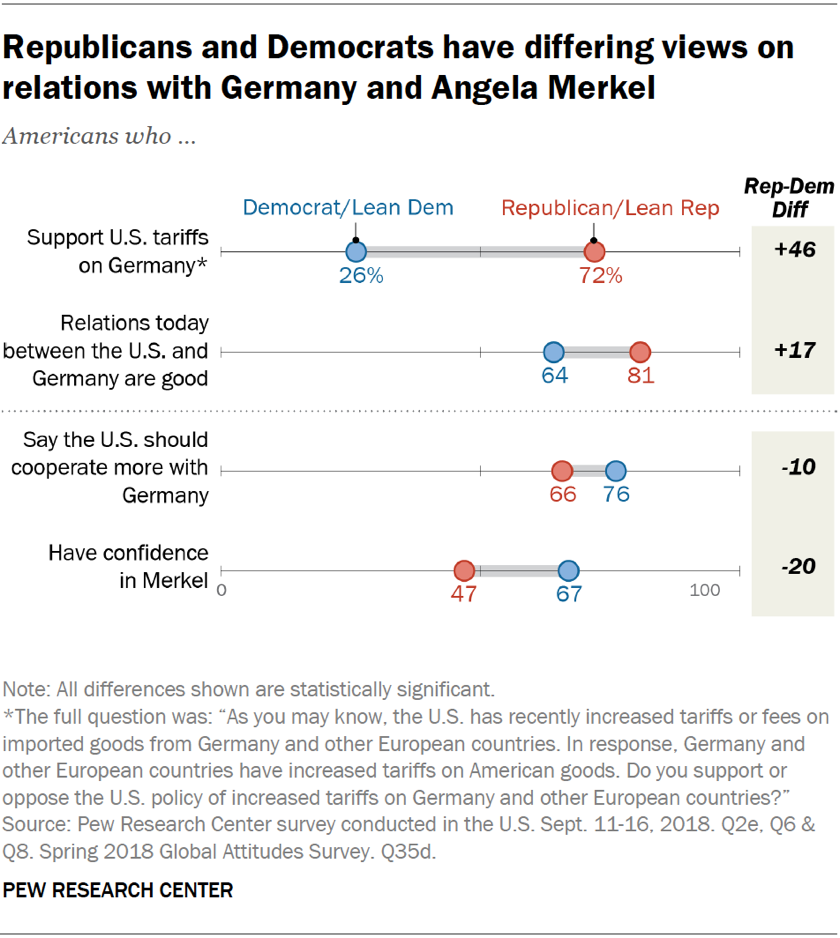 Republicans and Democrats have differing views on
relations with Germany and Angela Merkel
Americans who ...
Rep-Dem
Diff
Democrat/Lean Dem
Republican/Lean Rep
Support U.S. tariffs
on Germany*
26%
72%
+46
Relations today
between the U.S. and
Germany are good
64
81
+17
Say the U.S. should
cooperate more with
Germany
66
76
-10
Have confidence
in Merkel
0
47
67
100
-20
Note: All differences shown are statistically significant.
*The full question was: “As you may know, the U.S. has recently increased tariffs or fees on
imported goods from Germany and other European countries. In response, Germany and
other European countries have increased tariffs on American goods. Do you support or
oppose the U.S. policy of increased tariffs on Germany and other European countries?”
Source: Pew Research Center survey conducted in the U.S. Sept. 11-16, 2018. Q2e, Q6 &
Q8. Spring 2018 Global Attitudes Survey. Q35d.
PEW RESEARCH CENTER